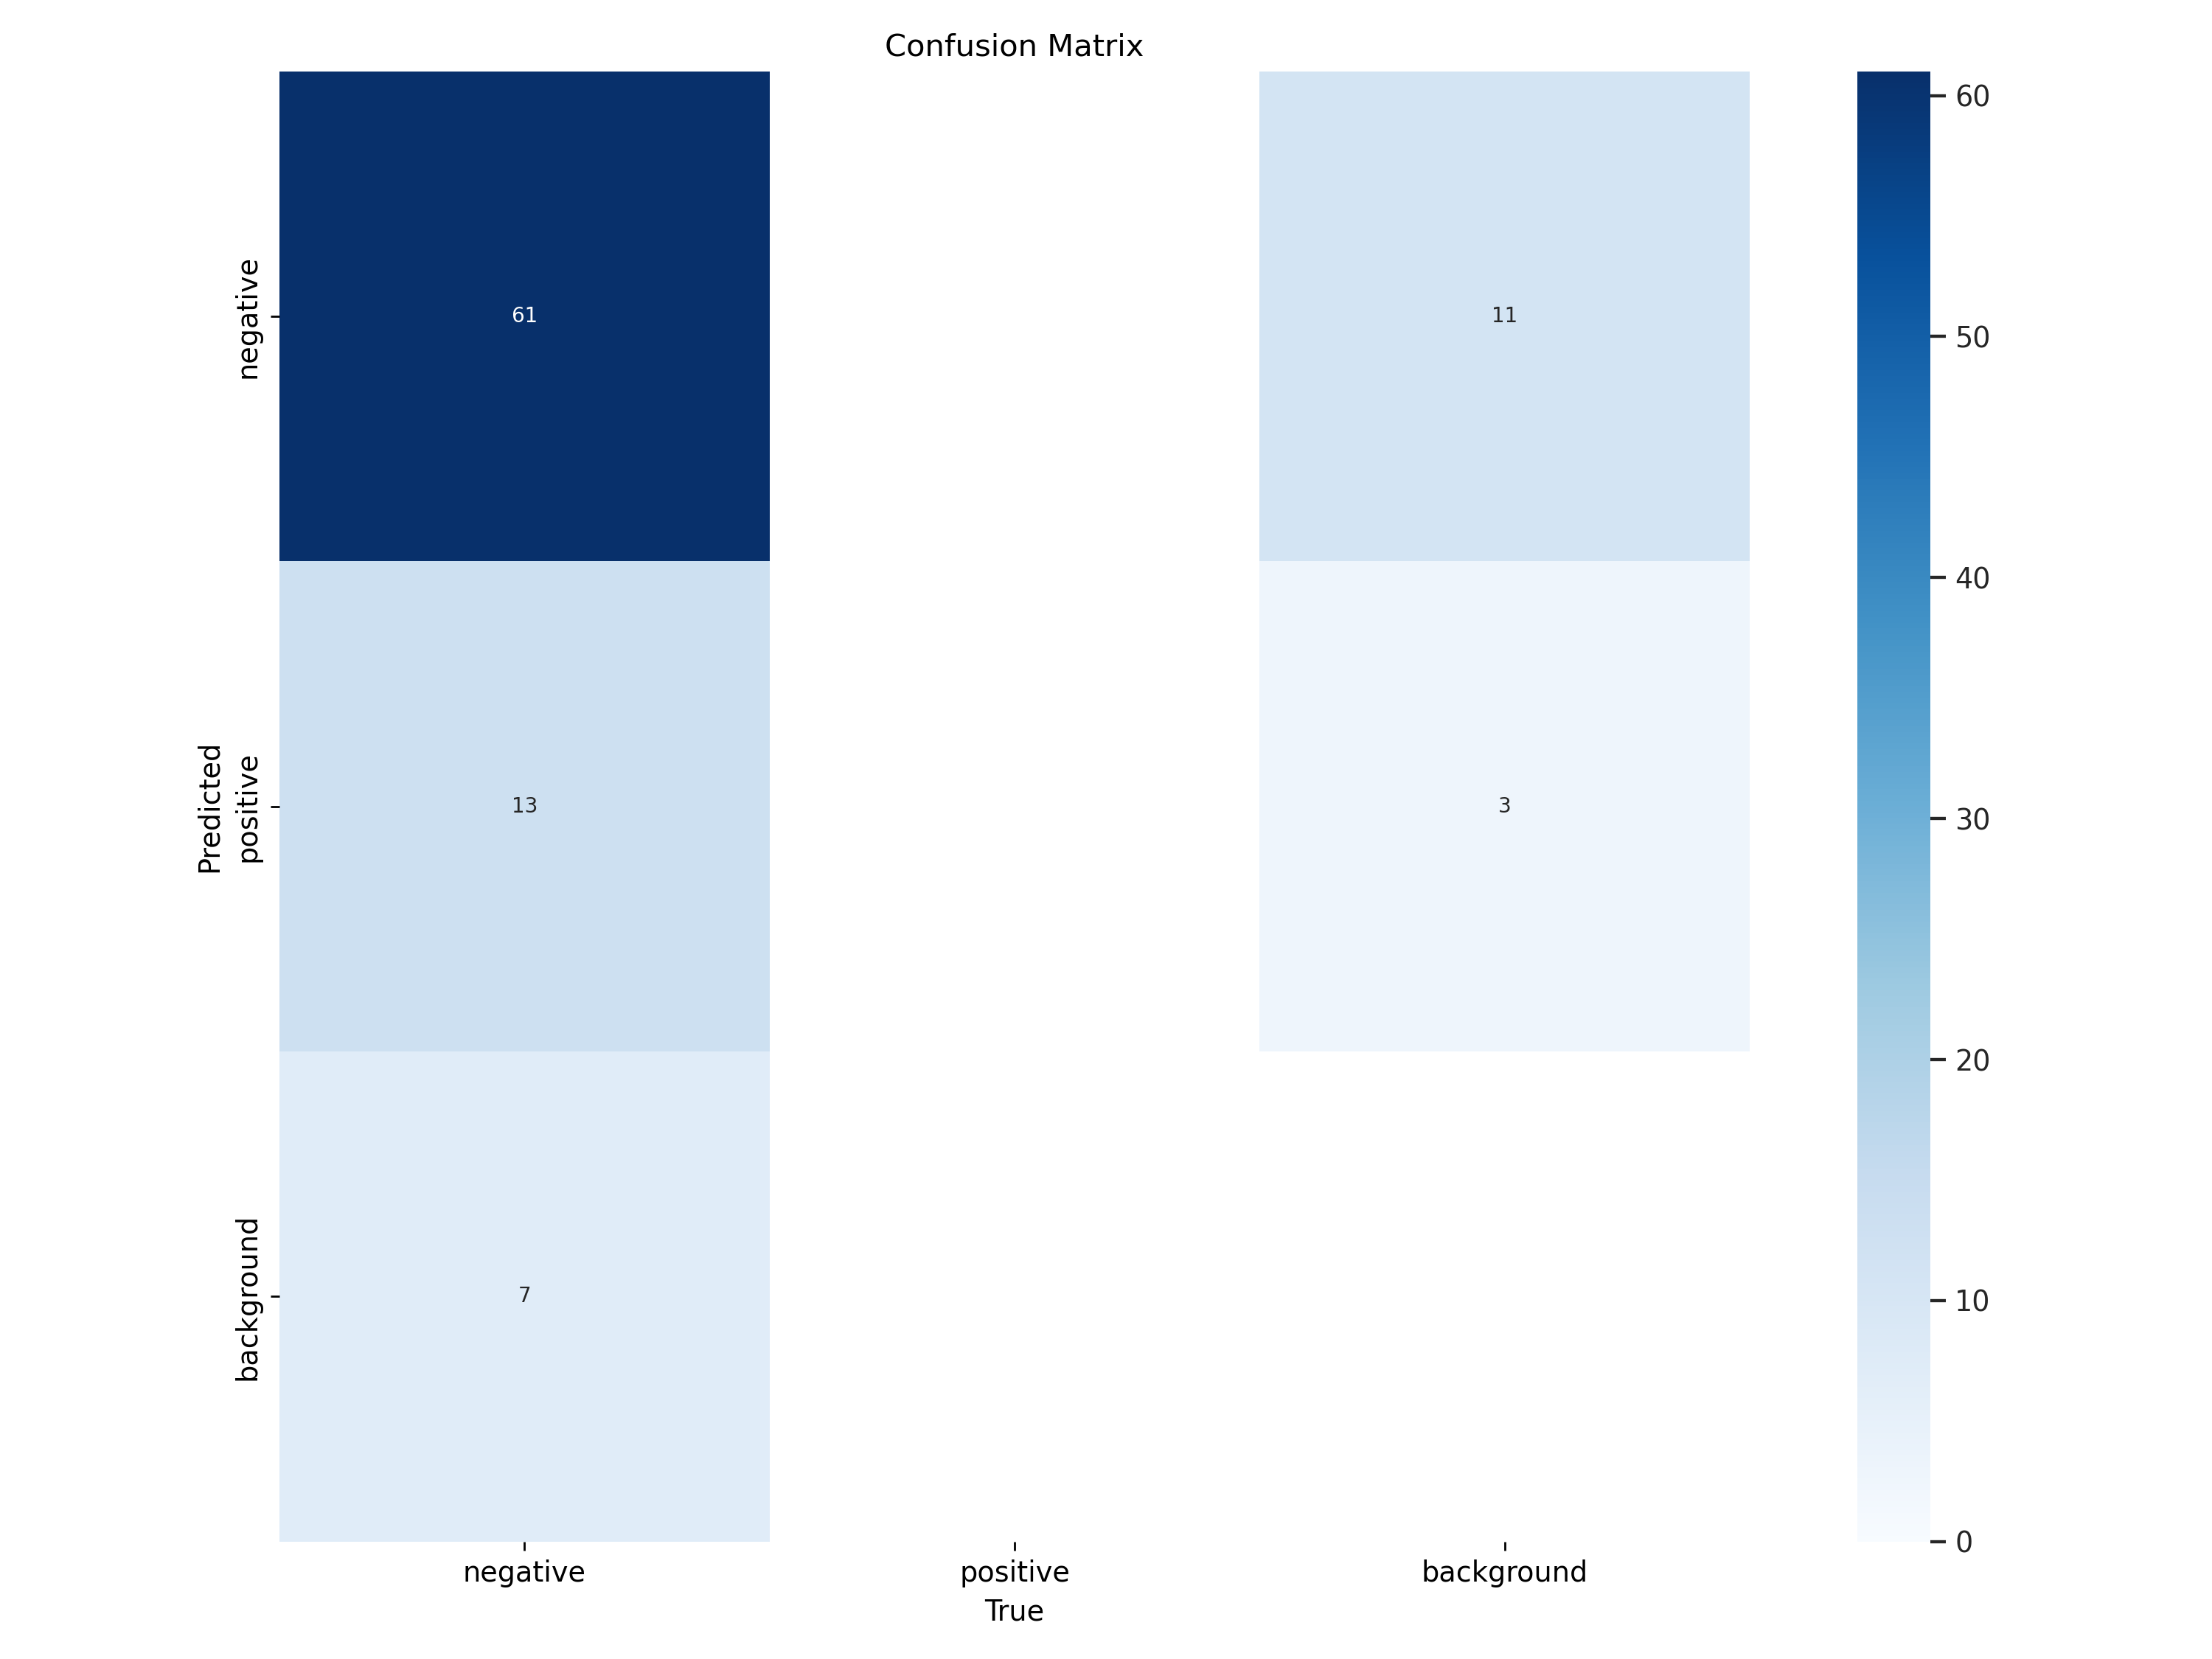 Confusion Matrix
negative
61
11
60
50
40
30
20
10
0
Predicted
positive
13
3
background
7
negative
positive
background
True